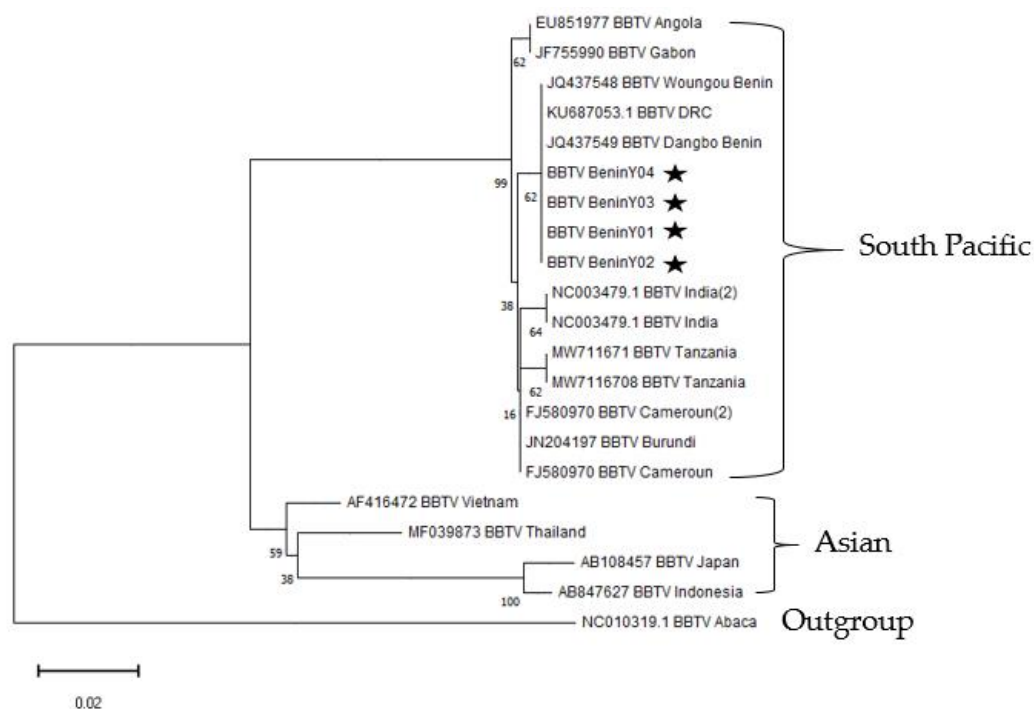 EU851977 BBTV Angola
JF755990 BBTV Gabon
62
JQ437548 BBTV Woungou Benin
KU687053.1 BBTV DRC
JQ437549 BBTV Dangbo Benin
BBTV BeninY04
99
62
BBTV BeninY03
BBTV BeninY01
South Pacific
BBTV BeninY02
NC003479.1 BBTV India(2)
38
NC003479.1 BBTV India
64
MW711671 BBTV Tanzania
MW7116708 BBTV Tanzania
62
16
FJ580970 BBTV Cameroun(2)
JN204197 BBTV Burundi
FJ580970 BBTV Cameroun
AF416472 BBTV Vietnam
MF039873 BBTV Thailand
59
Asian
AB108457 BBTV Japan
38
AB847627 BBTV Indonesia
100
NC010319.1 BBTV Abaca
Outgroup
0.02